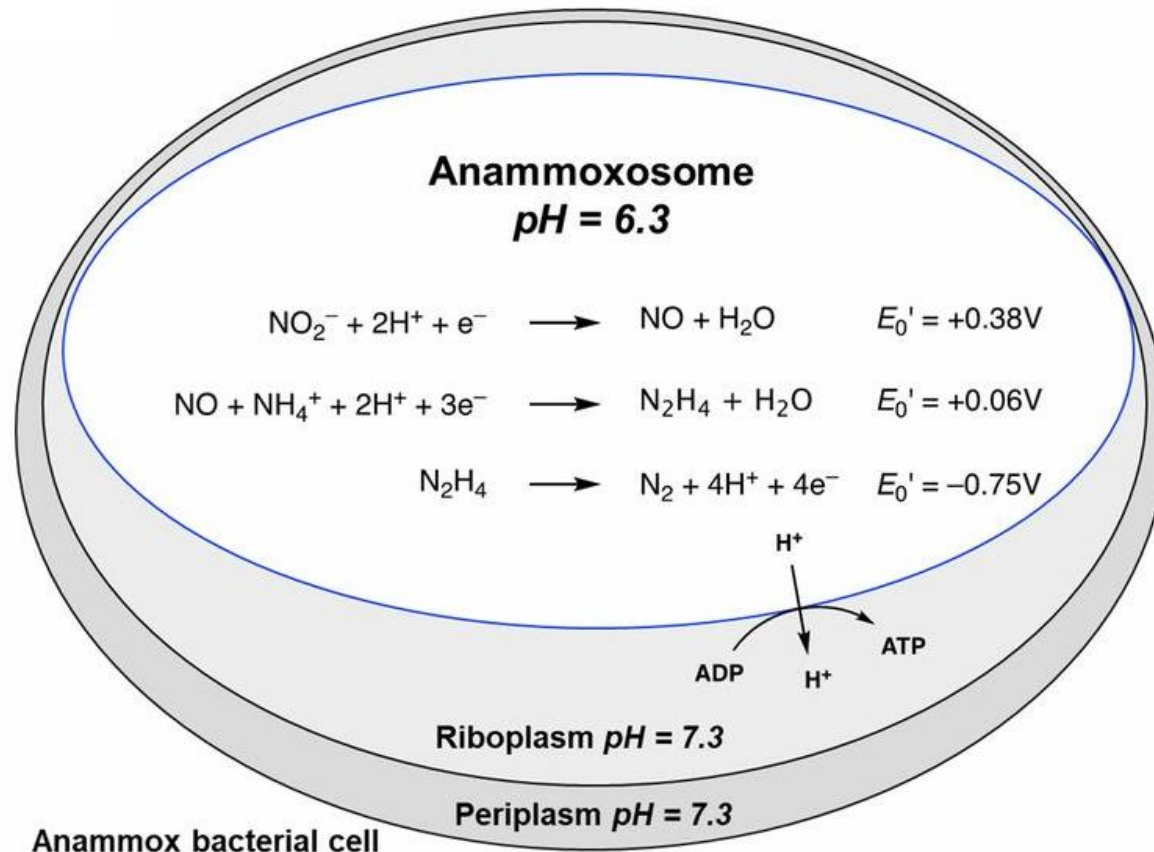 Anammoxosome
pH = 6.3
NO₂⁻ + 2H⁺ + e⁻ → NO + H₂O E₀' = +0.38V
NO + NH₄⁺ + 2H⁺ + 3e⁻ → N₂H₄ + H₂O E₀' = +0.06V
N₂H₄ → N₂ + 4H⁺ + 4e⁻ E₀' = –0.75V
H⁺
ADP H⁺ ATP
Riboplasm pH = 7.3
Periplasm pH = 7.3
Anammox bacterial cell